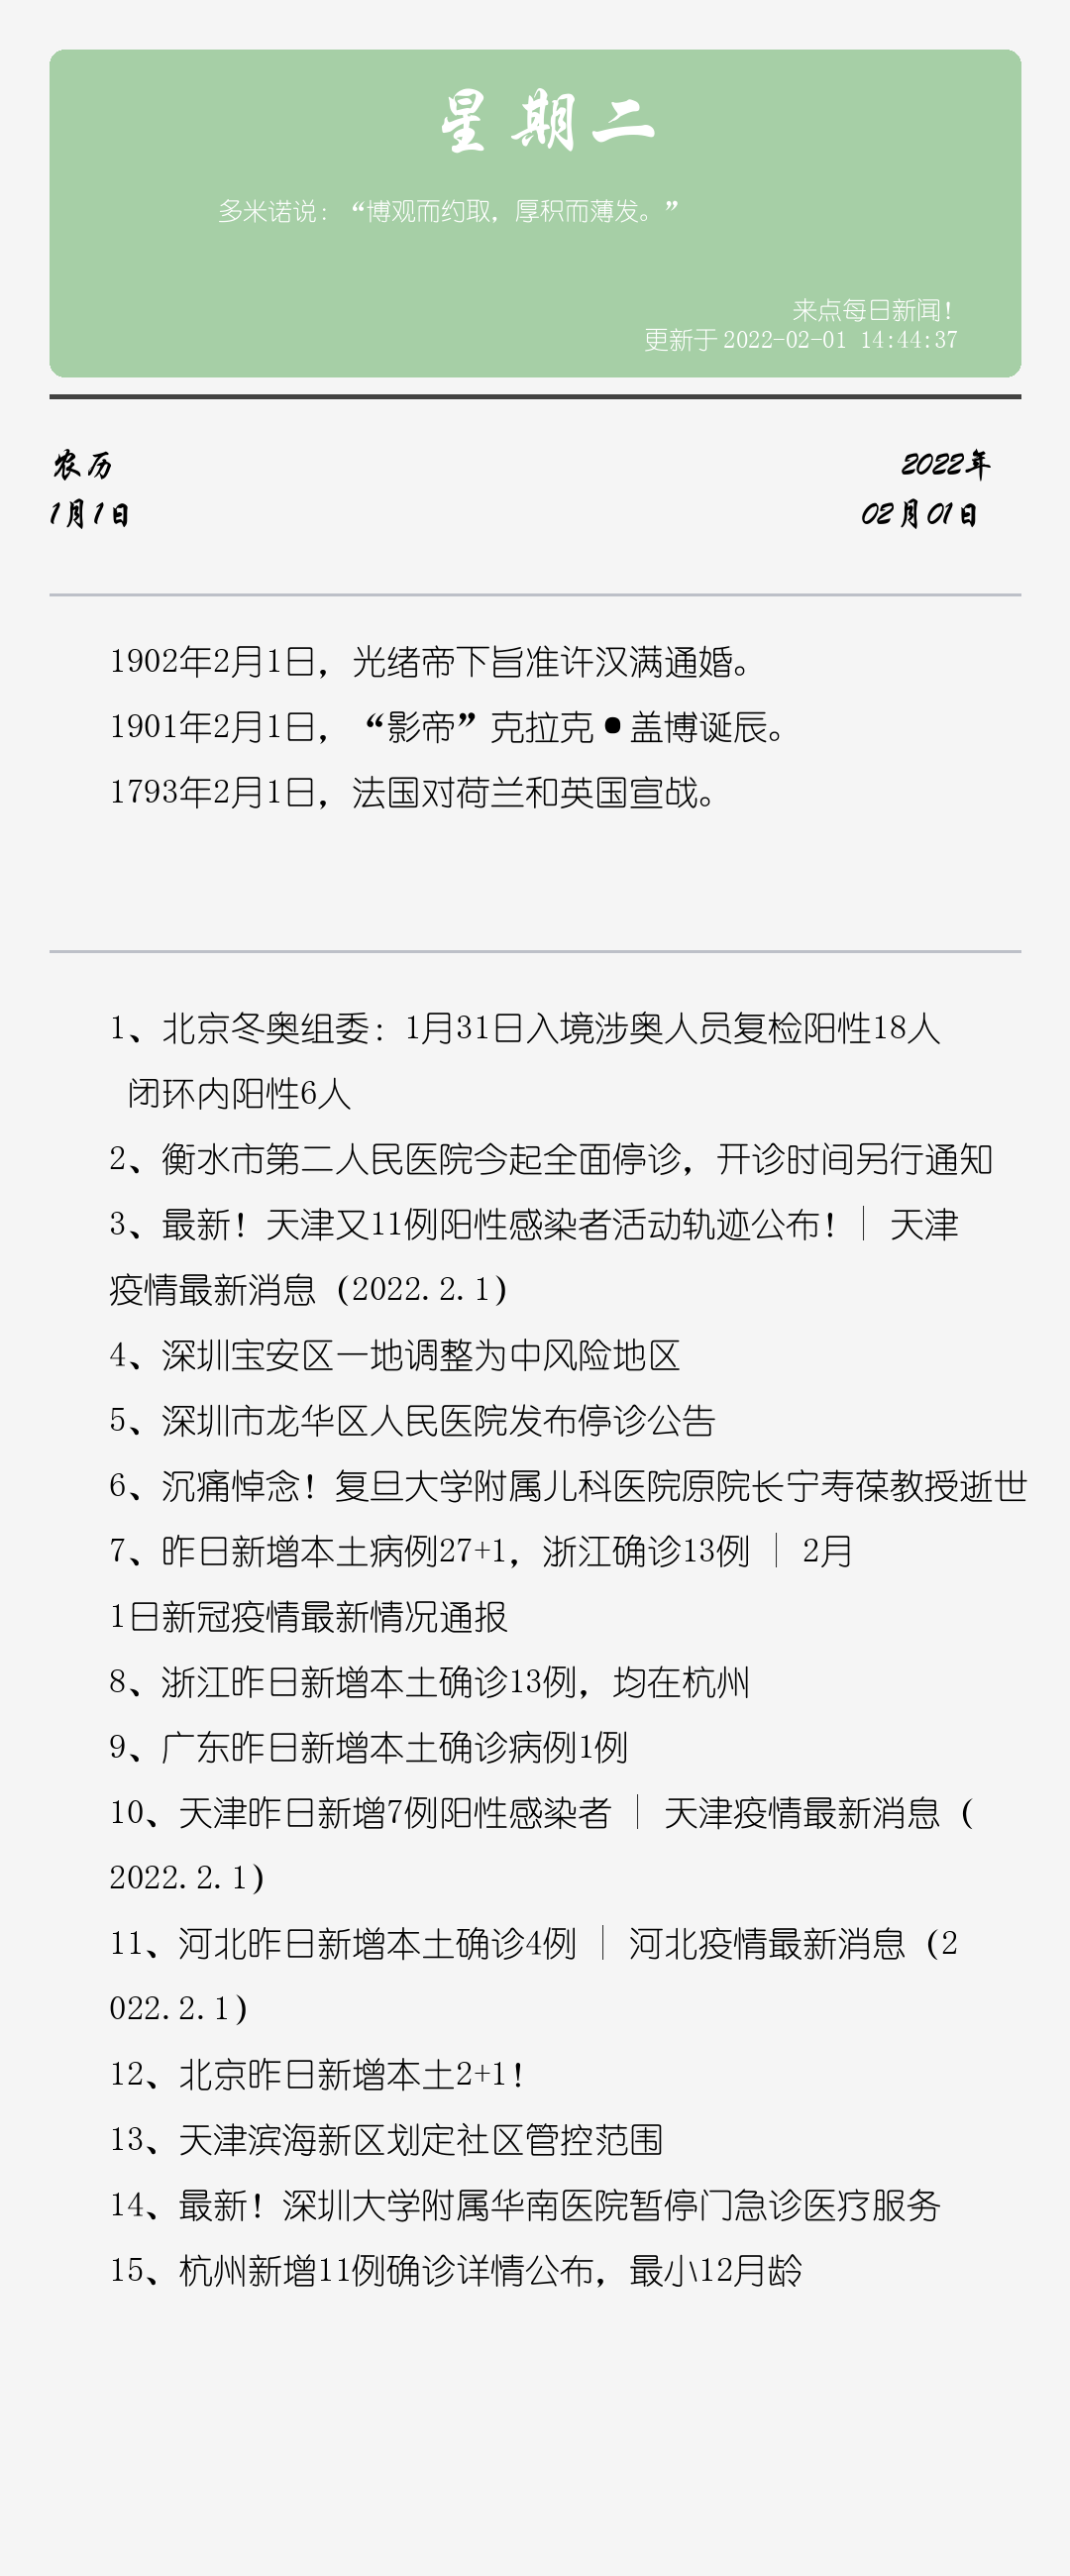 星期二
多米诺说：“博观而约取，厚积而薄发。”
来点每日新闻！
更新于2022-02-01 14:44:37
农历
2022年
1月1日
02月01日
1902年2月1日，光绪帝下旨准许汉满通婚。
1901年2月1日，“影帝”克拉克●盖博诞辰。
1793年2月1日，法国对荷兰和英国宣战。
1、北京冬奥组委：1月31日入境涉奥人员复检阳性18人
闭环内阳性6人
2、衡水市第二人民医院今起全面停诊，开诊时间另行通知
3、最新！天津又11例阳性感染者活动轨迹公布！｜ 天津
疫情最新消息（2022.2.1）
4、深圳宝安区一地调整为中风险地区
5、深圳市龙华区人民医院发布停诊公告
6、沉痛悼念！复旦大学附属儿科医院原院长宁寿葆教授逝世
7、昨日新增本土病例27+1，浙江确诊13例 ｜ 2月
1日新冠疫情最新情况通报
8、浙江昨日新增本土确诊13例，均在杭州
9、广东昨日新增本土确诊病例1例
10、天津昨日新增7例阳性感染者 ｜ 天津疫情最新消息（
2022.2.1）
11、河北昨日新增本土确诊4例 ｜ 河北疫情最新消息（2
022.2.1）
12、北京昨日新增本土2+1！
13、天津滨海新区划定社区管控范围
14、最新！深圳大学附属华南医院暂停门急诊医疗服务
15、杭州新增11例确诊详情公布，最小12月龄